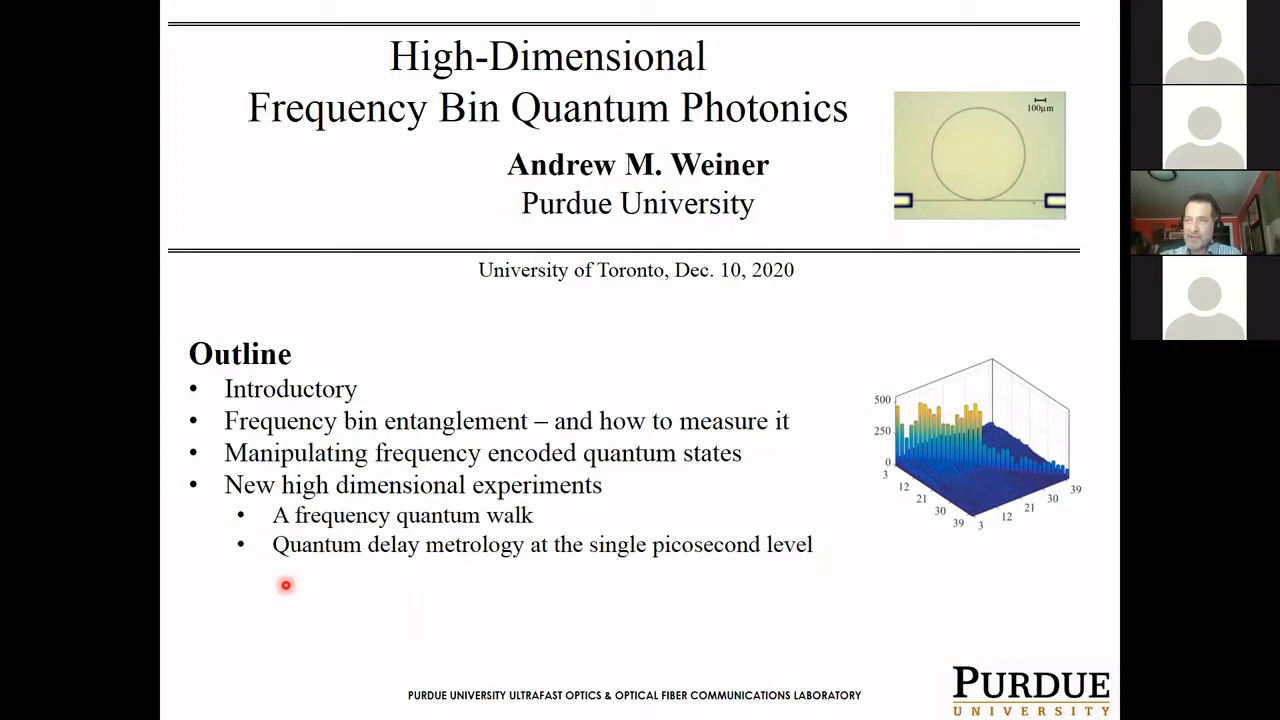 High-Dimensional
Frequency Bin Quantum Photonics
Andrew M. Weiner
Purdue University
100µm
University of Toronto, Dec. 10, 2020
Outline
• Introductory
• Frequency bin entanglement – and how to measure it
• Manipulating frequency encoded quantum states
• New high dimensional experiments
• A frequency quantum walk
• Quantum delay metrology at the single picosecond level
500
250
0
3
12
21
30
39
3
12
21
30
39
PURDUE UNIVERSITY ULTRAFAST OPTICS & OPTICAL FIBER COMMUNICATIONS LABORATORY
PURDUE
UNIVERSITY